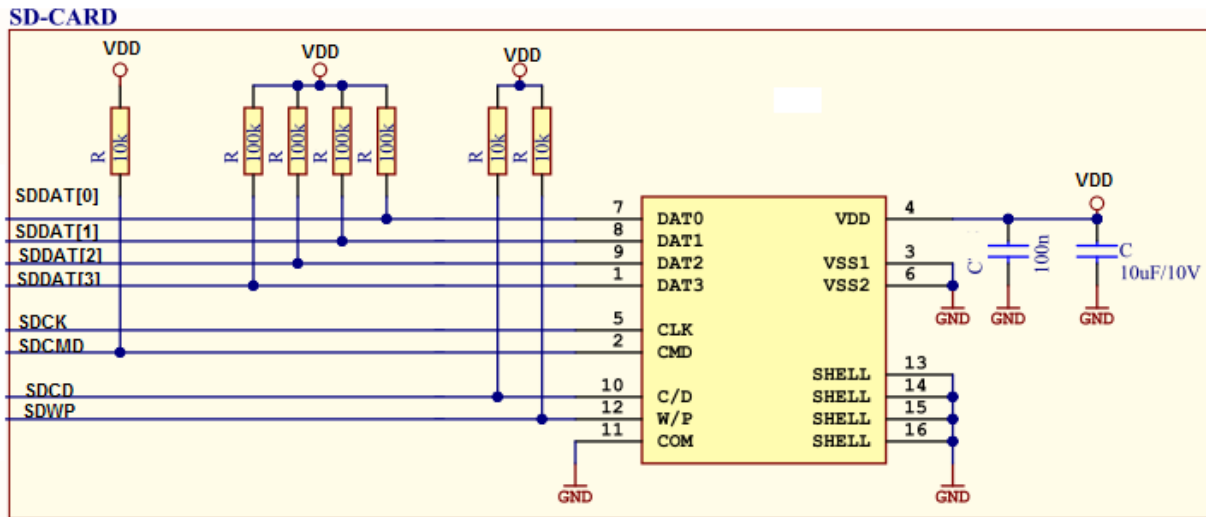 SD-CARD
VDD
VDD
VDD
R 10k
R 100k
R 100k
R 100k
R 100k
R 10k
R 10k
SDDAT[0]
SDDAT[1]
SDDAT[2]
SDDAT[3]
SDCK
SDCMD
SDCD
SDWP
7 DAT0
8 DAT1
9 DAT2
1 DAT3
5 CLK
2 CMD
10 C/D
12 W/P
11 COM
GND
VDD 4
VSS1 3
VSS2 6
SHELL 13
SHELL 14
SHELL 15
SHELL 16
GND
GND
VDD
C 100n
GND
C
10uF/10V
GND